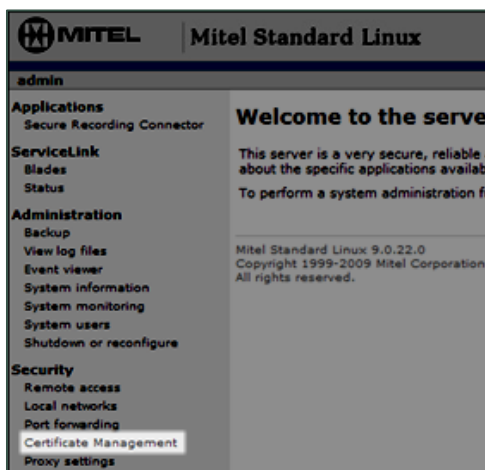 MITEL
Mitel Standard Linux
admin
Applications
Secure Recording Connector
ServiceLink
Blades
Status
Administration
Backup
View log files
Event viewer
System information
System monitoring
System users
Shutdown or reconfigure
Security
Remote access
Local networks
Port forwarding
Certificate Management
Proxy settings
Welcome to the serve
This server is a very secure, reliable
about the specific applications availab
To perform a system administration f
Mitel Standard Linux 9.0.22.0
Copyright 1999-2009 Mitel Corporation
All rights reserved.